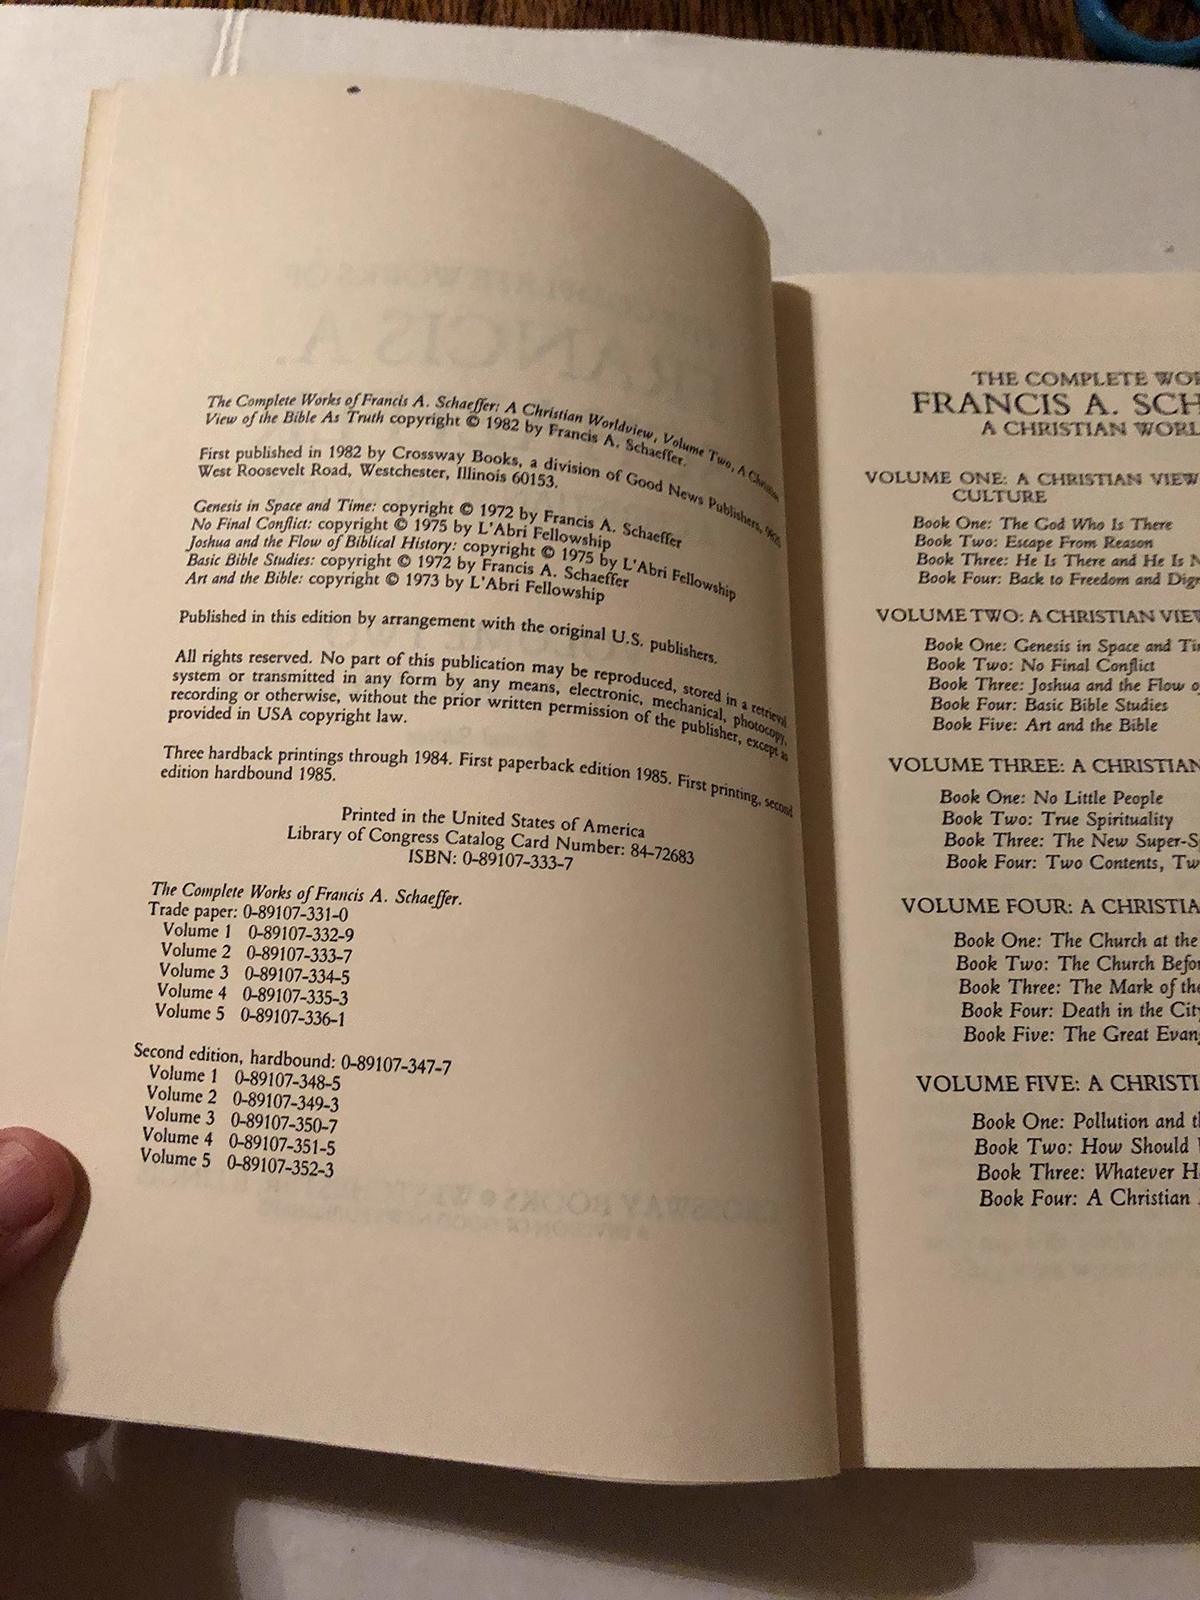 The Complete Works of Francis A. Schaeffer: A Christian Worldview, Volume Two, A Christian
View of the Bible As Truth copyright © 1982 by Francis A. Schaeffer.
First published in 1982 by Crossway Books, a division of Good News Publishers, 9825
West Roosevelt Road, Westchester, Illinois 60153.
Genesis in Space and Time: copyright © 1972 by Francis A. Schaeffer
No Final Conflict: copyright © 1975 by L'Abri Fellowship
Joshua and the Flow of Biblical History: copyright © 1975 by L'Abri Fellowship
Basic Bible Studies: copyright © 1972 by Francis A. Schaeffer
Art and the Bible: copyright © 1973 by L'Abri Fellowship
Published in this edition by arrangement with the original U.S. publishers.
All rights reserved. No part of this publication may be reproduced, stored in a retrieval
system or transmitted in any form by any means, electronic, mechanical, photocopy,
recording or otherwise, without the prior written permission of the publisher, except as
provided in USA copyright law.
Three hardback printings through 1984. First paperback edition 1985. First printing, second
edition hardbound 1985.
Printed in the United States of America
Library of Congress Catalog Card Number: 84-72683
ISBN: 0-89107-333-7
The Complete Works of Francis A. Schaeffer.
Trade paper: 0-89107-331-0
Volume 1 0-89107-332-9
Volume 2 0-89107-333-7
Volume 3 0-89107-334-5
Volume 4 0-89107-335-3
Volume 5 0-89107-336-1
Second edition, hardbound: 0-89107-347-7
Volume 1 0-89107-348-5
Volume 2 0-89107-349-3
Volume 3 0-89107-350-7
Volume 4 0-89107-351-5
Volume 5 0-89107-352-3
THE COMPLETE WOR
FRANCIS A. SCH
A CHRISTIAN WORL
VOLUME ONE: A CHRISTIAN VIEW
CULTURE
Book One: The God Who Is There
Book Two: Escape From Reason
Book Three: He Is There and He Is N
Book Four: Back to Freedom and Dign
VOLUME TWO: A CHRISTIAN VIEW
Book One: Genesis in Space and Tim
Book Two: No Final Conflict
Book Three: Joshua and the Flow of
Book Four: Basic Bible Studies
Book Five: Art and the Bible
VOLUME THREE: A CHRISTIAN
Book One: No Little People
Book Two: True Spirituality
Book Three: The New Super-Sp
Book Four: Two Contents, Tw
VOLUME FOUR: A CHRISTIA
Book One: The Church at the
Book Two: The Church Befor
Book Three: The Mark of the
Book Four: Death in the City
Book Five: The Great Evang
VOLUME FIVE: A CHRISTI
Book One: Pollution and th
Book Two: How Should W
Book Three: Whatever Ha
Book Four: A Christian